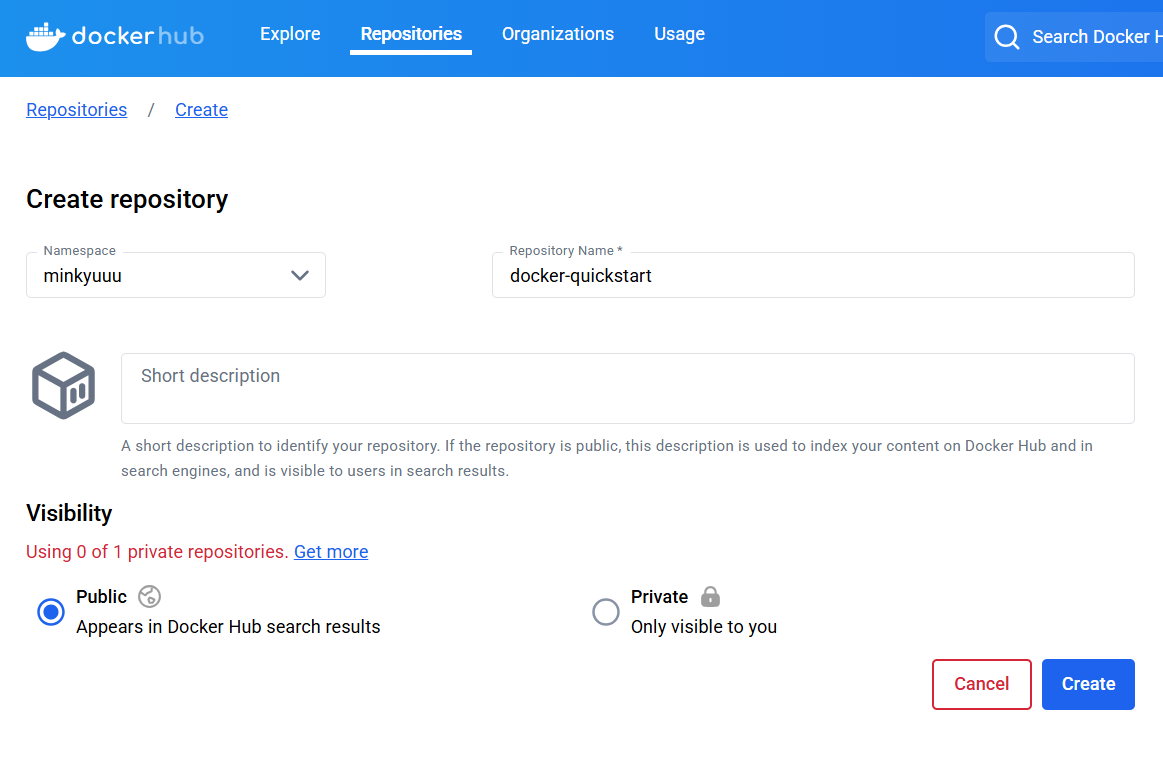 docker hub Explore Repositories Organizations Usage Search Docker H
Repositories / Create
Create repository
Namespace Repository Name *
minkyuuu docker-quickstart
Short description
A short description to identify your repository. If the repository is public, this description is used to index your content on Docker Hub and in
search engines, and is visible to users in search results.
Visibility
Using 0 of 1 private repositories. Get more
Public Private
Appears in Docker Hub search results Only visible to you
Cancel Create